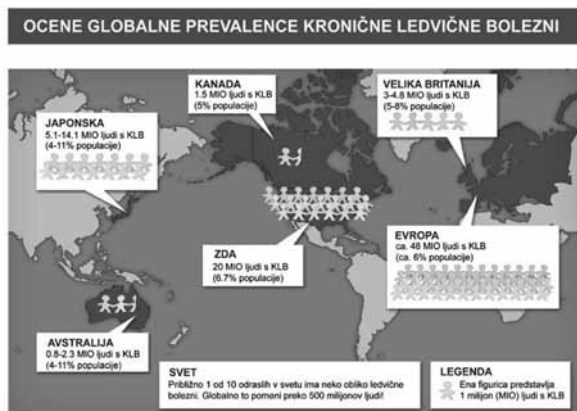 OCENE GLOBALNE PREVALENCE KRONIČNE LEDVIČNE BOLEZNI
KANADA
1.5 MIO ljudi s KLB
(5% populacije)
VELIKA BRITANIJA
3-4.8 MIO ljudi s KLB
(5-8% populacije)
JAPONSKA
5.1-14.1 MIO ljudi s KLB
(4-11% populacije)
ZDA
20 MIO ljudi s KLB
(6.7% populacije)
EVROPA
ca. 46 MIO ljudi s KLB
(ca. 6% populacije)
AVSTRALIJA
0.8-2.3 MIO ljudi s KLB
(4-11% populacije)
SVET
Približno 1 od 10 odraslih v svetu ima neko obliko ledvične
bolezni. Globalno to pomeni preko 500 milijonov ljudi!
LEGENDA
Ena figurica predstavlja
1 milijon (MIO) ljudi s KLB